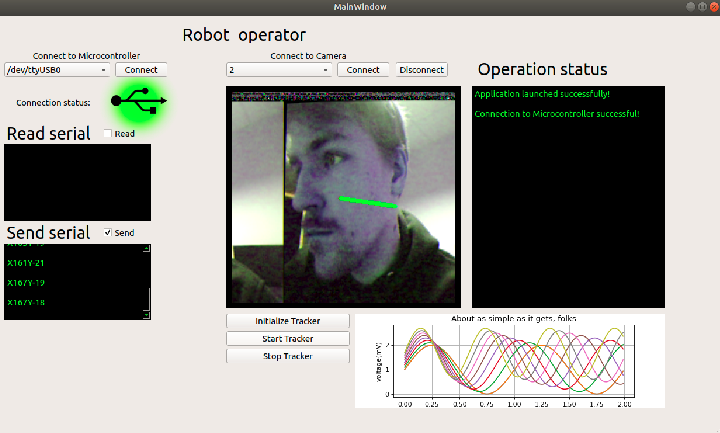 MainWindow
Robot operator
Connect to Microcontroller
/dev/ttyUSB0
Connect
Connection status:
Read serial
Read
Send serial
Send
X161Y-21
X167Y-19
X167Y-18
Connect to Camera
2
Connect
Disconnect
Initialize Tracker
Start Tracker
Stop Tracker
Operation status
Application launched successfully!
Connection to Microcontroller successful!
About as simple as it gets, folks
voltage (mV)
2
1
0
0.00 0.25 0.50 0.75 1.00 1.25 1.50 1.75 2.00